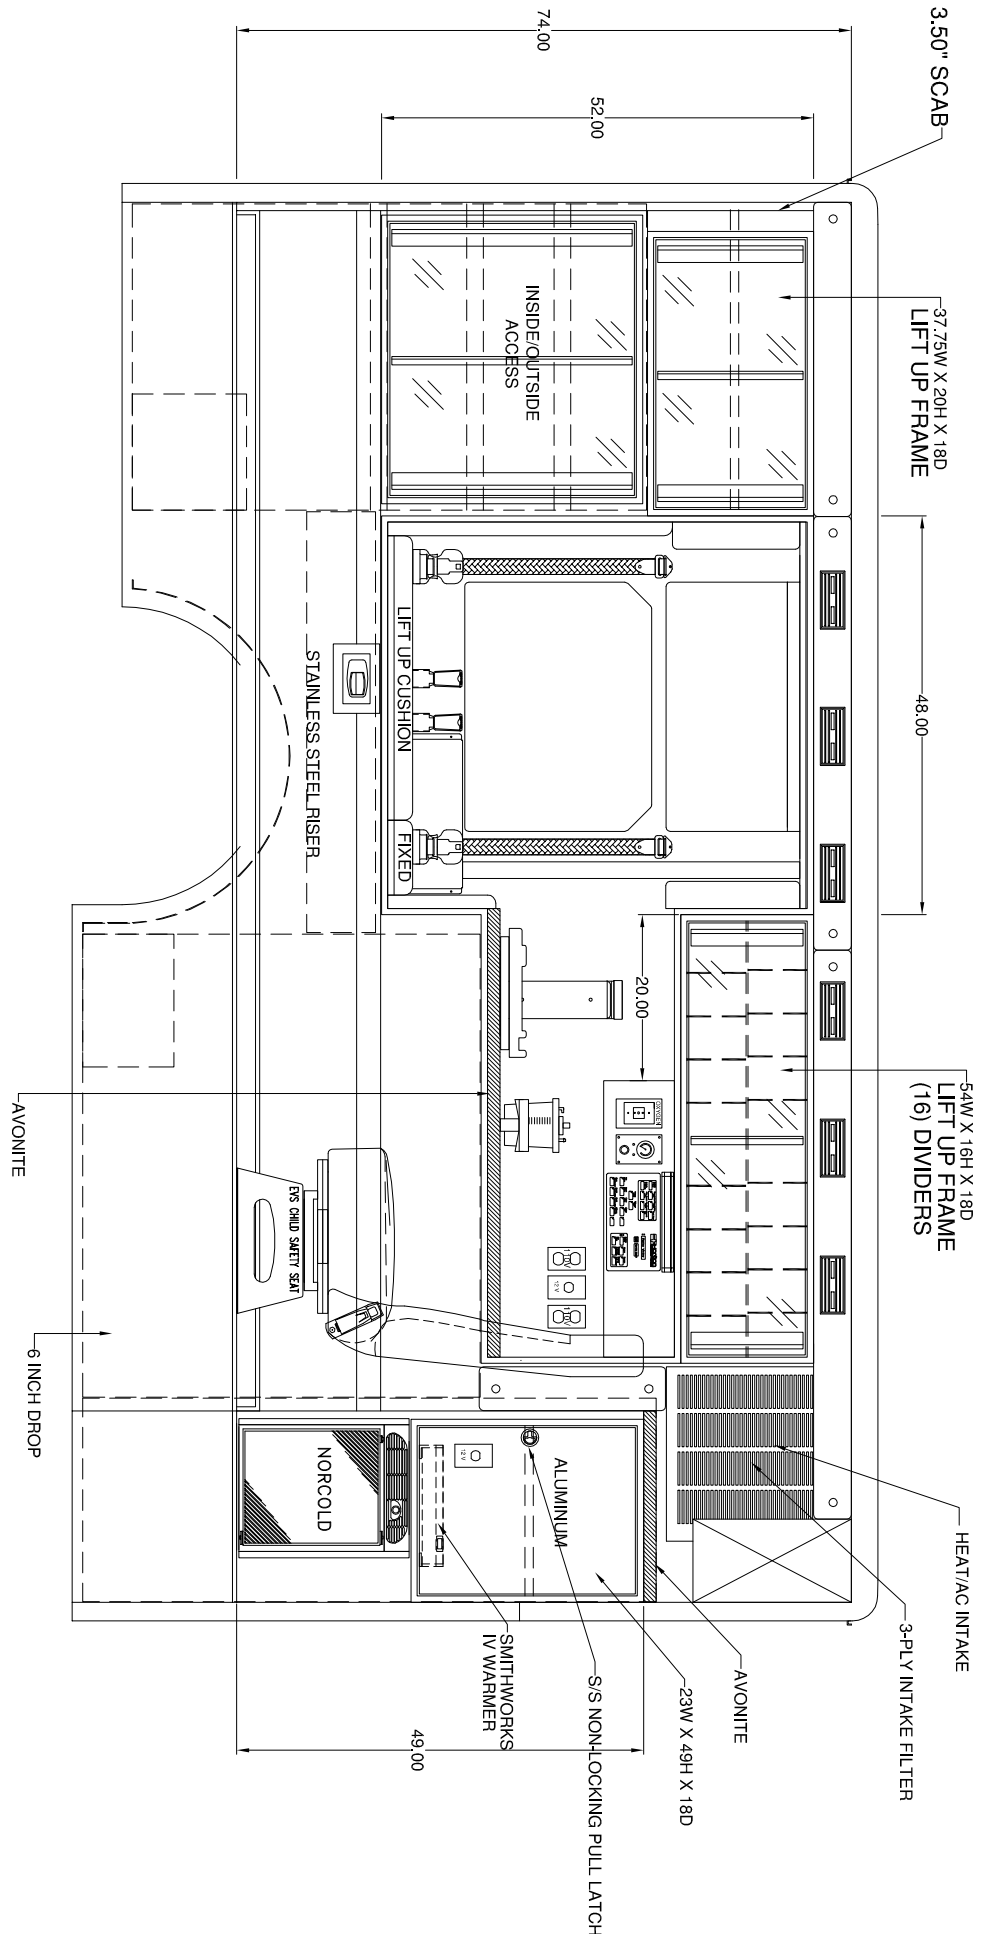 3.50" SCAB
74.00
52.00
37.75W X 20H X 18D
LIFT UP FRAME
48.00
54W X 16H X 18D
LIFT UP FRAME
(16) DIVIDERS
HEAT/AC INTAKE
3-PLY INTAKE FILTER
AVONITE
23W X 49H X 18D
S/S NON-LOCKING PULL LATCH
SMITHWORKS
IV WARMER
49.00
INSIDE/OUTSIDE
ACCESS
LIFT UP CUSHION
FIXED
STAINLESS STEEL RISER
20.00
OXYGEN
12 V
EVS CHILD SAFETY SEAT
ALUMINUM
12 V
NORCOLD
AVONITE
6 INCH DROP